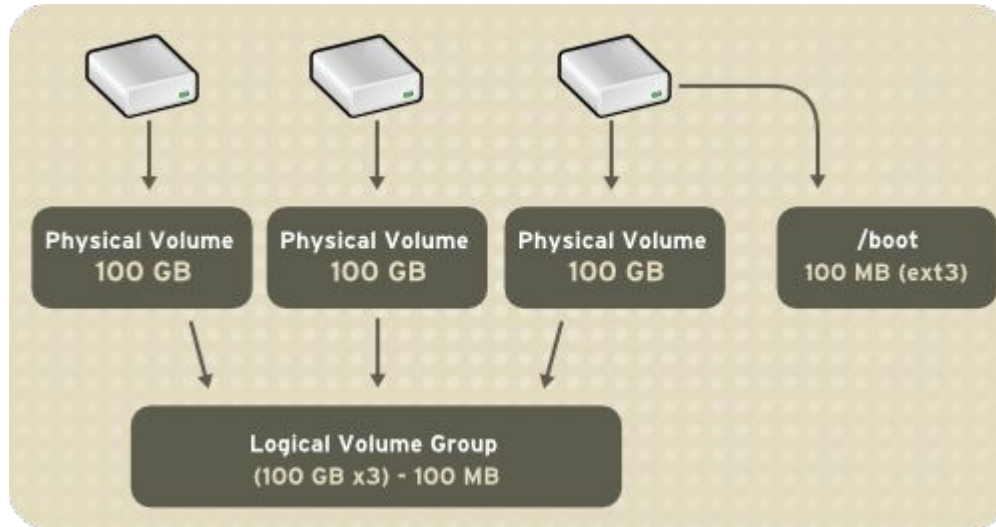 Physical Volume
100 GB
Physical Volume
100 GB
Physical Volume
100 GB
/boot
100 MB (ext3)
Logical Volume Group
(100 GB x3) - 100 MB